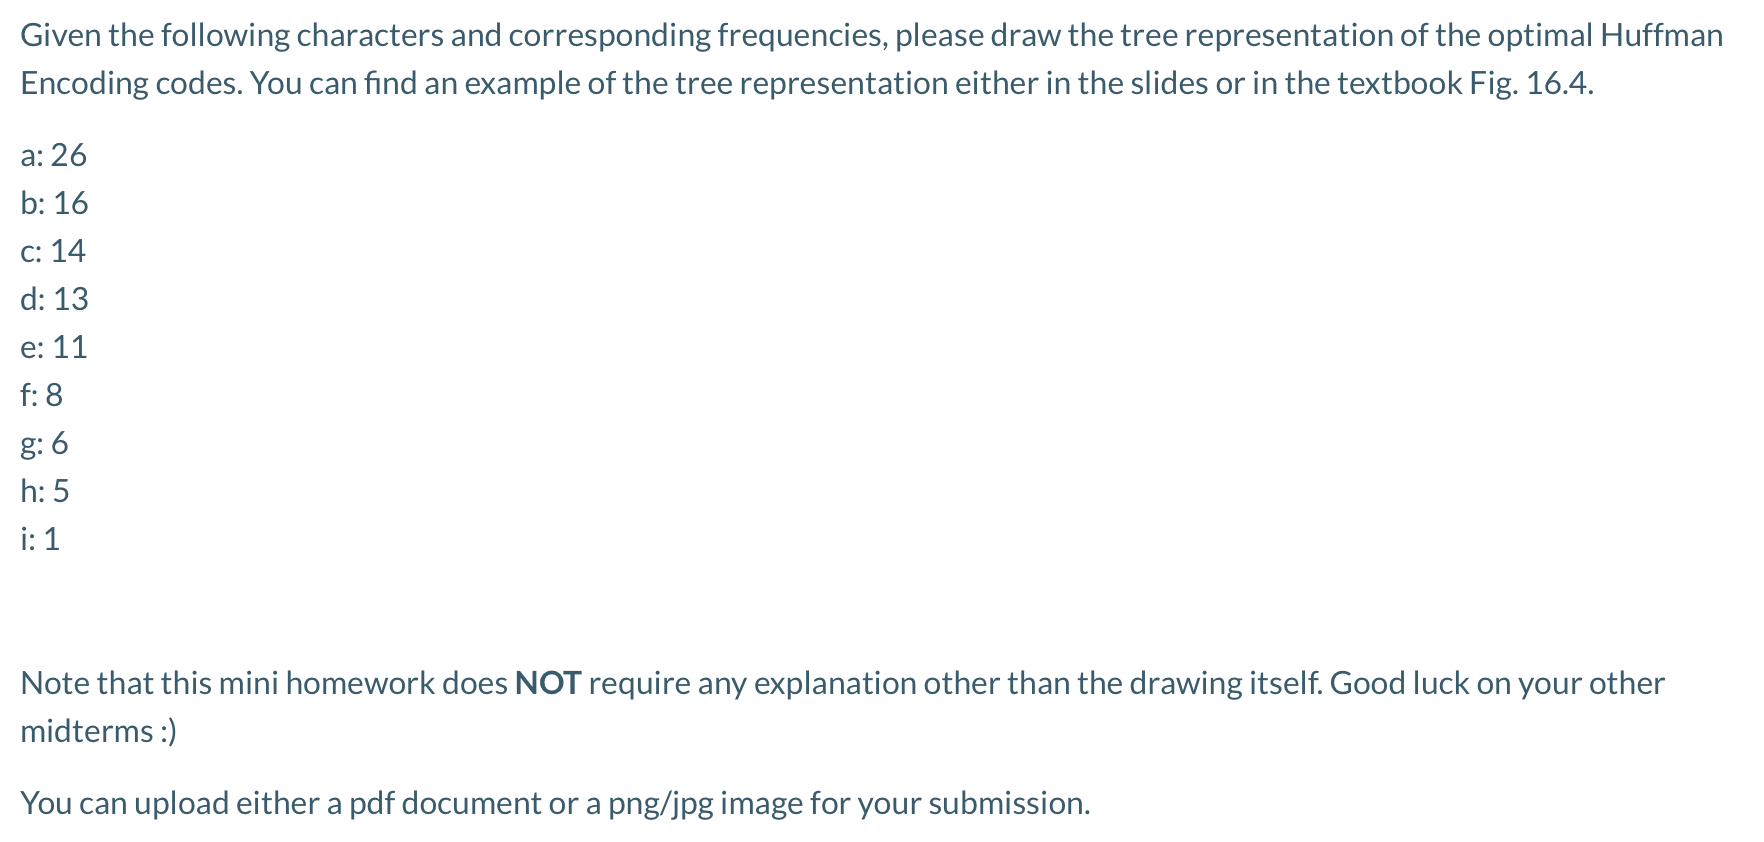 Given the following characters and corresponding frequencies, please draw the tree representation of the optimal Huffman
Encoding codes. You can find an example of the tree representation either in the slides or in the textbook Fig. 16.4.
a: 26
b: 16
c: 14
d: 13
e: 11
f: 8
g: 6
h: 5
i: 1
Note that this mini homework does NOT require any explanation other than the drawing itself. Good luck on your other
midterms :)
You can upload either a pdf document or a png/jpg image for your submission.